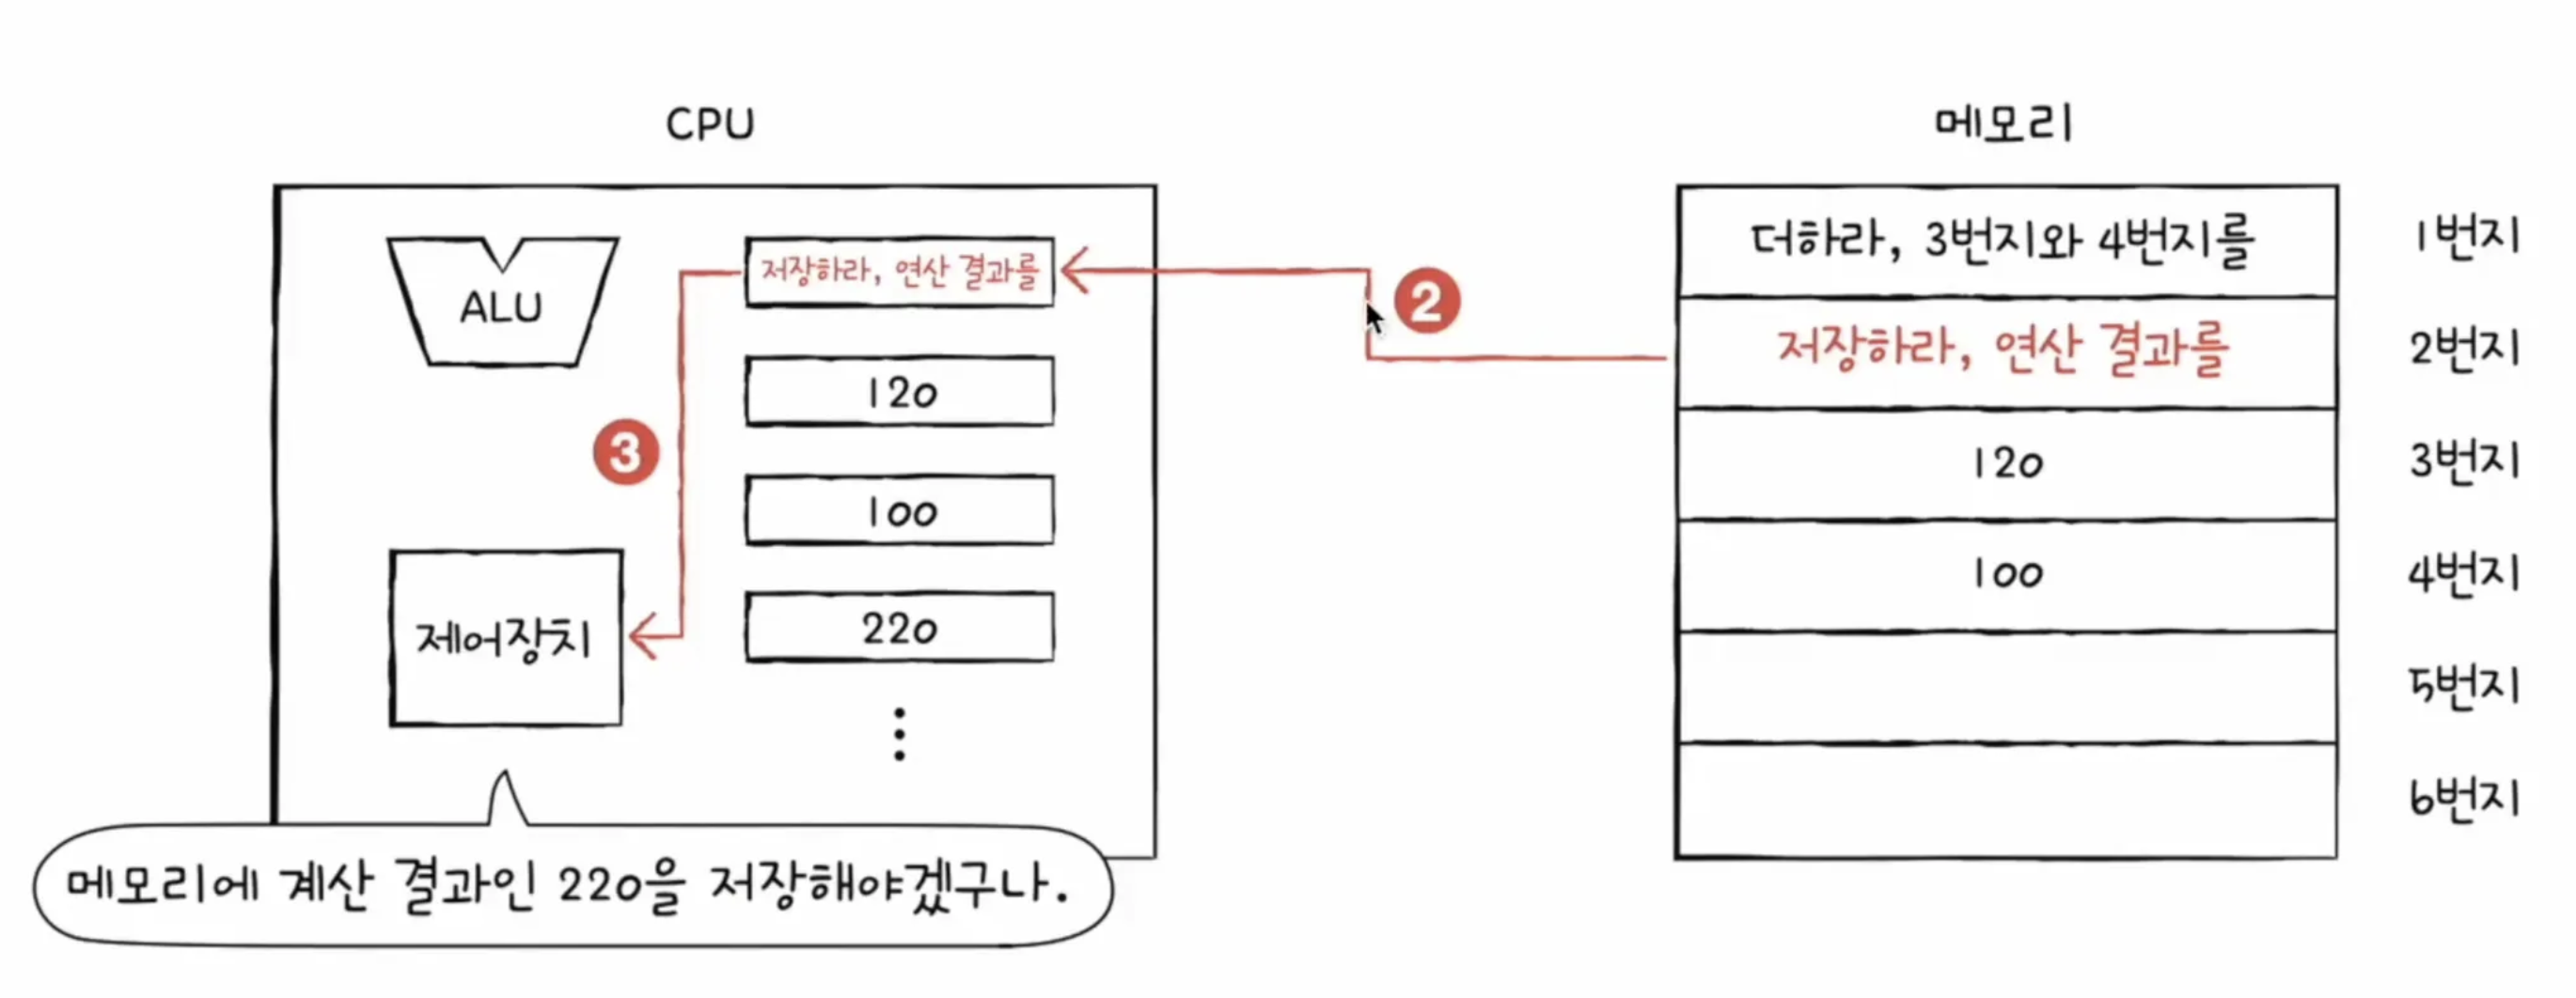 CPU
메모리
ALU
저장하라, 연산 결과를
120
100
220
제어장치
메모리에 계산 결과인 220을 저장해야겠구나.
3
2
더하라, 3번지와 4번지를
1번지
저장하라, 연산 결과를
2번지
120
3번지
100
4번지
5번지
6번지